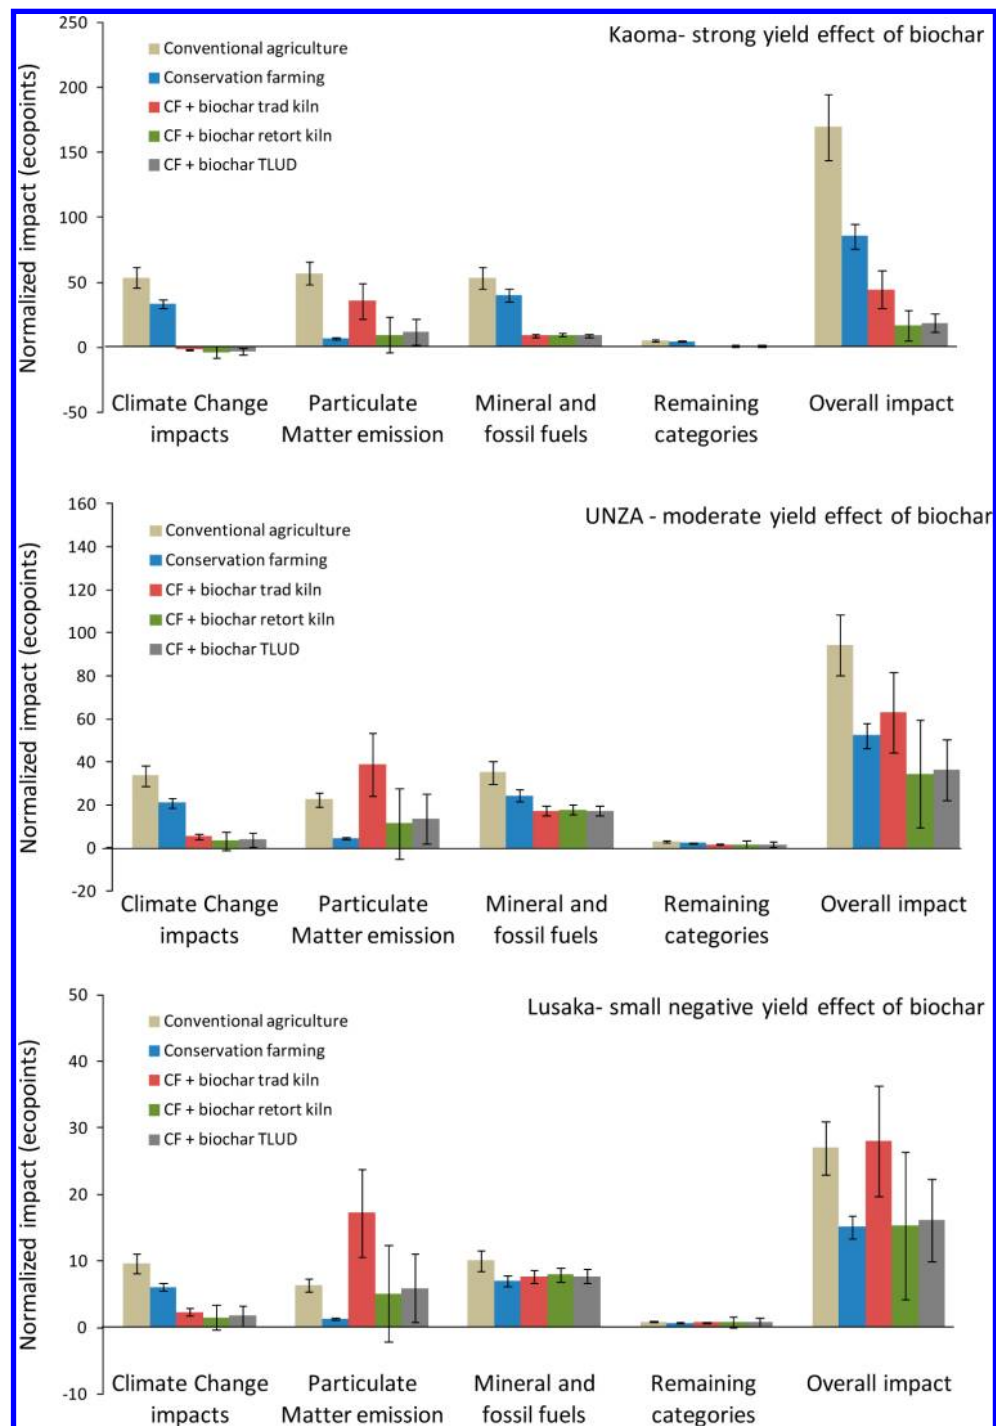 Kaoma- strong yield effect of biochar
Normalized impact (ecopoints)
250
200
150
100
50
0
-50
Conventional agriculture
Conservation farming
CF + biochar trad kiln
CF + biochar retort kiln
CF + biochar TLUD
Climate Change
impacts
Particulate
Matter emission
Mineral and
fossil fuels
Remaining
categories
Overall impact
UNZA - moderate yield effect of biochar
Normalized impact (ecopoints)
160
140
120
100
80
60
40
20
0
-20
Conventional agriculture
Conservation farming
CF + biochar trad kiln
CF + biochar retort kiln
CF + biochar TLUD
Climate Change
impacts
Particulate
Matter emission
Mineral and
fossil fuels
Remaining
categories
Overall impact
Lusaka- small negative yield effect of biochar
Normalized impact (ecopoints)
50
40
30
20
10
0
-10
Conventional agriculture
Conservation farming
CF + biochar trad kiln
CF + biochar retort kiln
CF + biochar TLUD
Climate Change
impacts
Particulate
Matter emission
Mineral and
fossil fuels
Remaining
categories
Overall impact